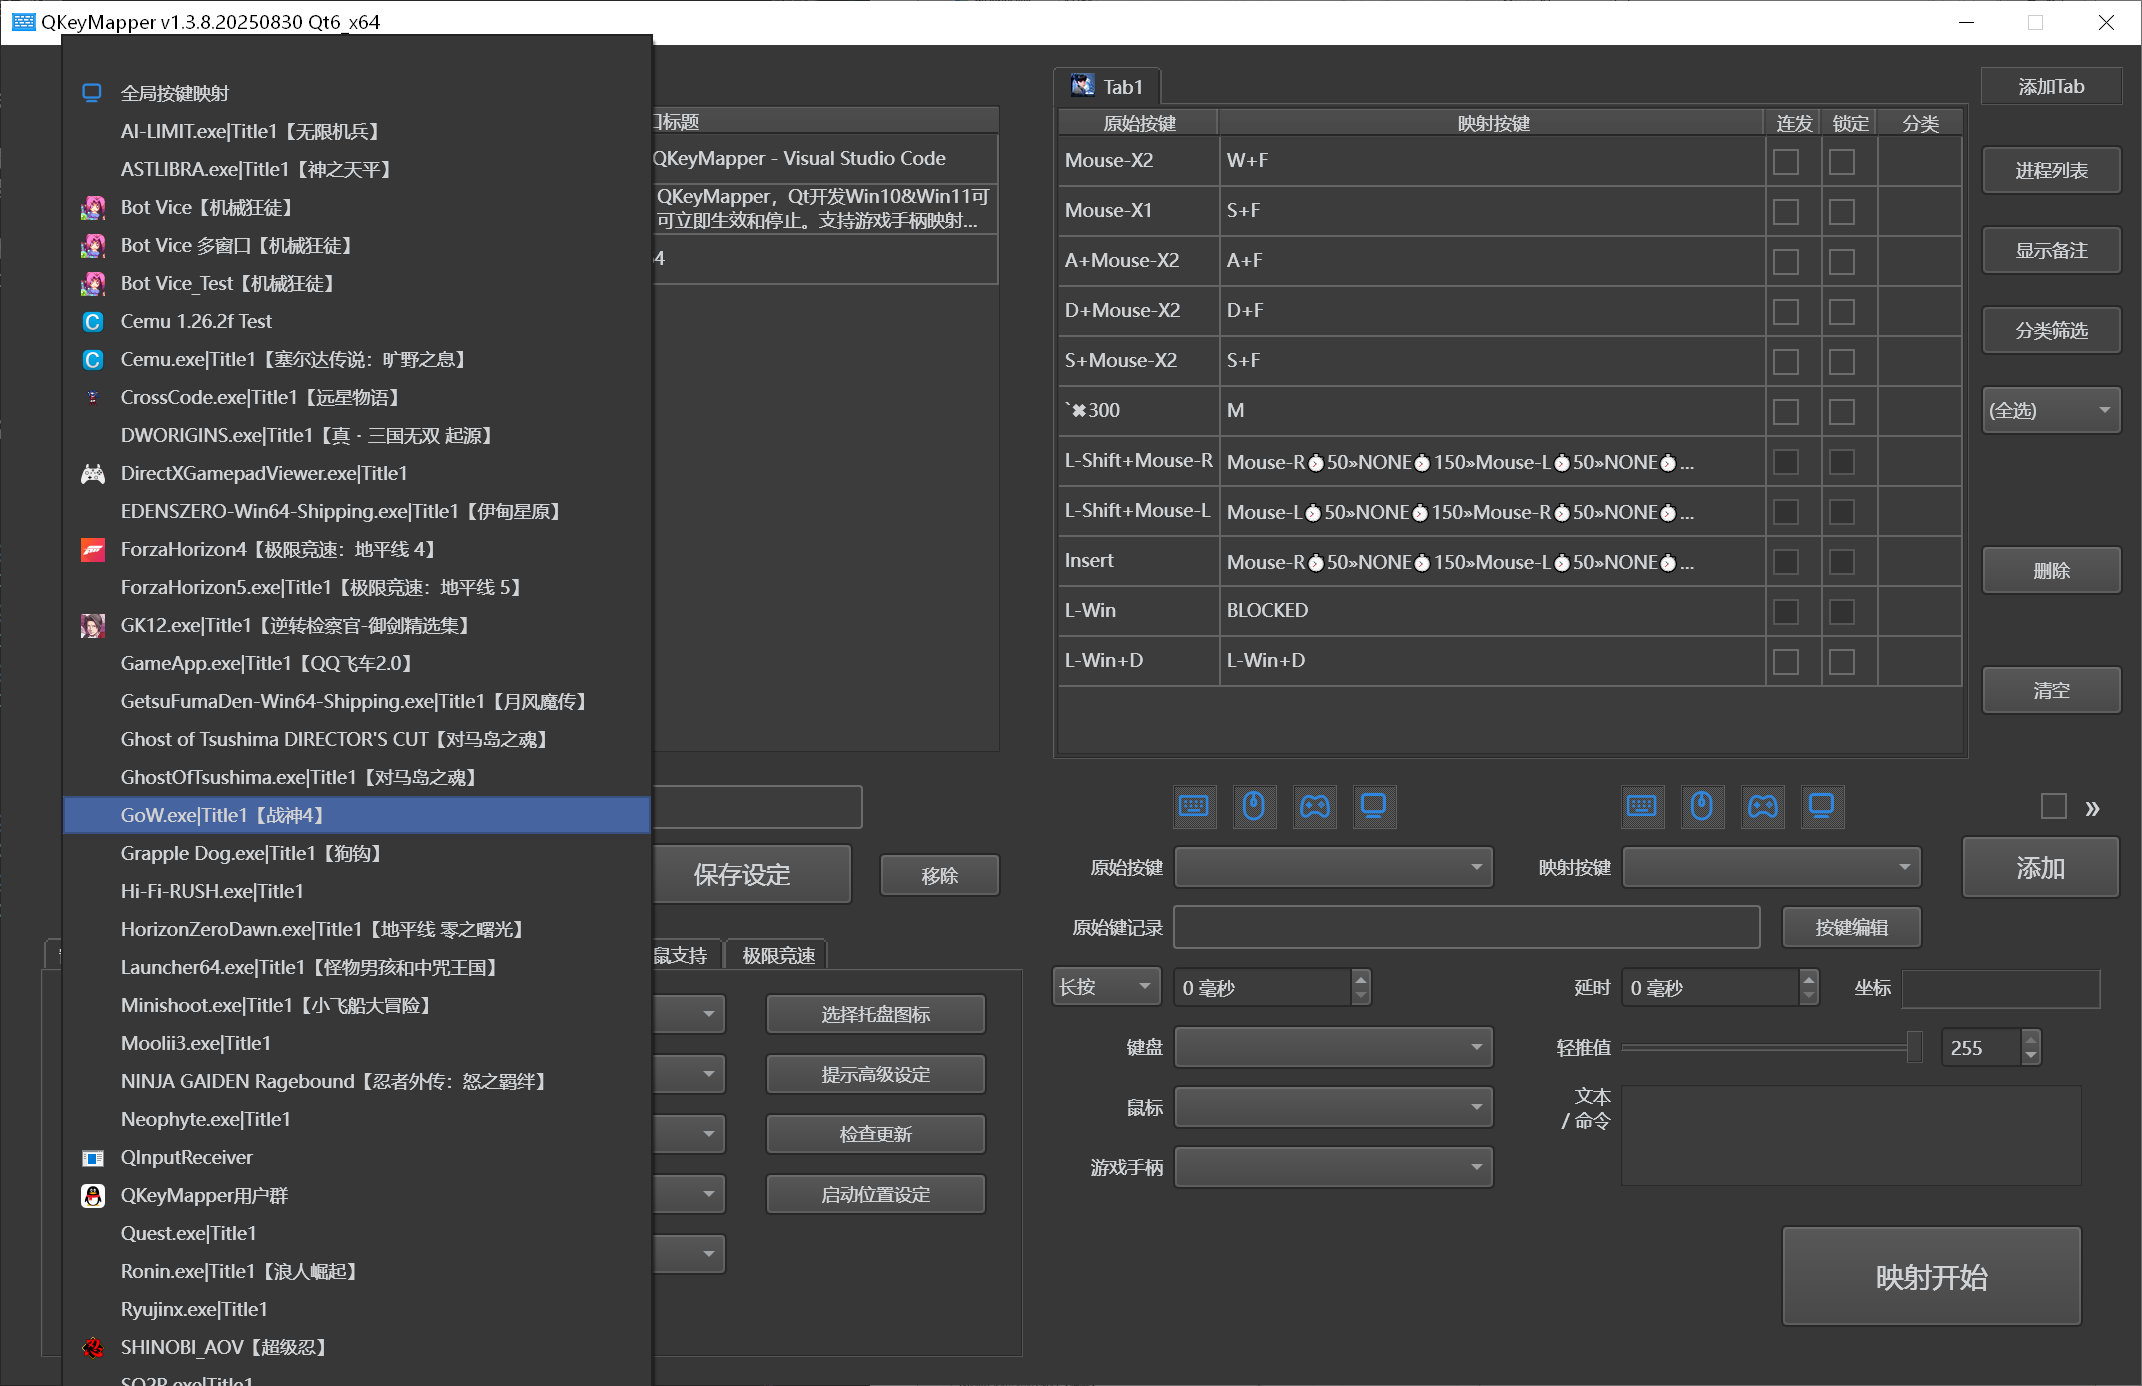 QKeyMapper v1.3.8.20250830 Qt6_x64
全局按键映射
AI-LIMIT.exe|Title1【无限机兵】
ASTLIBRA.exe|Title1【神之天平】
Bot Vice【机械狂徒】
Bot Vice 多窗口【机械狂徒】
Bot Vice_Test【机械狂徒】
Cemu 1.26.2f Test
Cemu.exe|Title1【塞尔达传说：旷野之息】
CrossCode.exe|Title1【远星物语】
DWORIGINS.exe|Title1【真・三国无双 起源】
DirectXGamepadViewer.exe|Title1
EDENSZERO-Win64-Shipping.exe|Title1【伊甸星原】
ForzaHorizon4【极限竞速：地平线 4】
ForzaHorizon5.exe|Title1【极限竞速：地平线 5】
GK12.exe|Title1【逆转检察官-御剑精选集】
GameApp.exe|Title1【QQ飞车2.0】
GetsuFumaDen-Win64-Shipping.exe|Title1【月风魔传】
Ghost of Tsushima DIRECTOR'S CUT【对马岛之魂】
GhostOfTsushima.exe|Title1【对马岛之魂】
GoW.exe|Title1【战神4】
Grapple Dog.exe|Title1【狗钩】
Hi-Fi-RUSH.exe|Title1
HorizonZeroDawn.exe|Title1【地平线 零之曙光】
Launcher64.exe|Title1【怪物男孩和中咒王国】
Minishoot.exe|Title1【小飞船大冒险】
Moolii3.exe|Title1
NINJA GAIDEN Ragebound【忍者外传：怒之羁绊】
Neophyte.exe|Title1
QInputReceiver
QKeyMapper用户群
Quest.exe|Title1
Ronin.exe|Title1【浪人崛起】
Ryujinx.exe|Title1
SHINOBI_AOV【超级忍】
SO2R.exe|Title1
口标题
QKeyMapper - Visual Studio Code
QKeyMapper，Qt开发Win10&Win11可
可立即生效和停止。支持游戏手柄映射...
64
保存设定
移除
鼠支持
极限竞速
选择托盘图标
提示高级设定
检查更新
启动位置设定
Tab1
原始按键 映射按键 连发 锁定 分类
Mouse-X2 W+F
Mouse-X1 S+F
A+Mouse-X2 A+F
D+Mouse-X2 D+F
S+Mouse-X2 S+F
`✖300 M
L-Shift+Mouse-R Mouse-R⏱50»NONE⏱150»Mouse-L⏱50»NONE⏱...
L-Shift+Mouse-L Mouse-L⏱50»NONE⏱150»Mouse-R⏱50»NONE⏱...
Insert Mouse-R⏱50»NONE⏱150»Mouse-L⏱50»NONE⏱...
L-Win BLOCKED
L-Win+D L-Win+D
添加Tab
进程列表
显示备注
分类筛选
(全选)
删除
清空
»
原始按键
映射按键
添加
原始键记录
按键编辑
长按
0 毫秒
延时
0 毫秒
坐标
键盘
轻推值
255
鼠标
文本
/ 命令
游戏手柄
映射开始